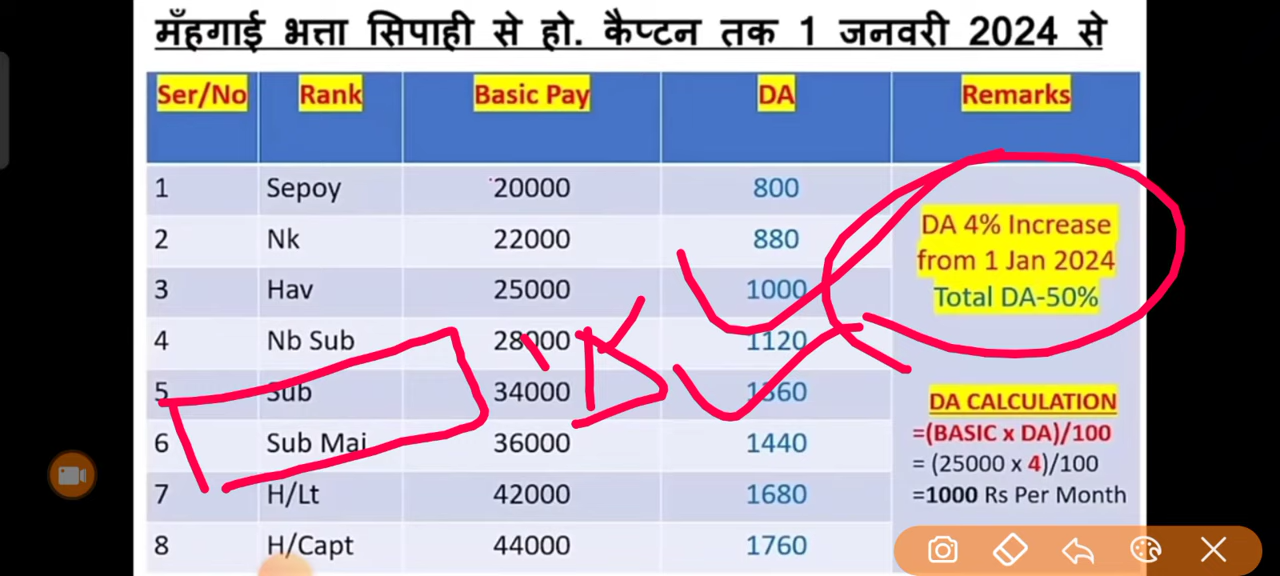 मँहगाई भत्ता सिपाही से हो. कैप्टन तक 1 जनवरी 2024 से
Ser/No Rank Basic Pay DA Remarks
1 Sepoy 20000 800
2 Nk 22000 880
3 Hav 25000 1000
4 Nb Sub 28000 1120
5 Sub 34000 1360
6 Sub Maj 36000 1440
7 H/Lt 42000 1680
8 H/Capt 44000 1760
DA 4% Increase
from 1 Jan 2024
Total DA-50%
DA CALCULATION
=(BASIC x DA)/100
= (25000 x 4)/100
=1000 Rs Per Month